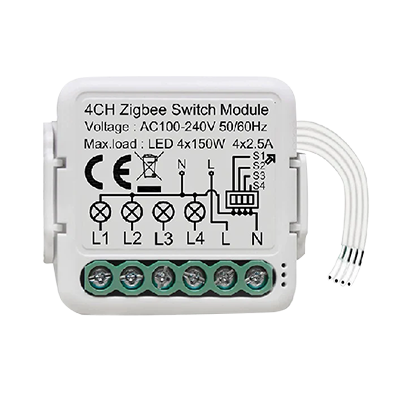 4CH Zigbee Switch Module
Voltage : AC100-240V 50/60Hz
Max.load : LED 4x150W 4x2.5A
CE
N L
S1
S2
S3
S4
L1 L2 L3 L4 L N